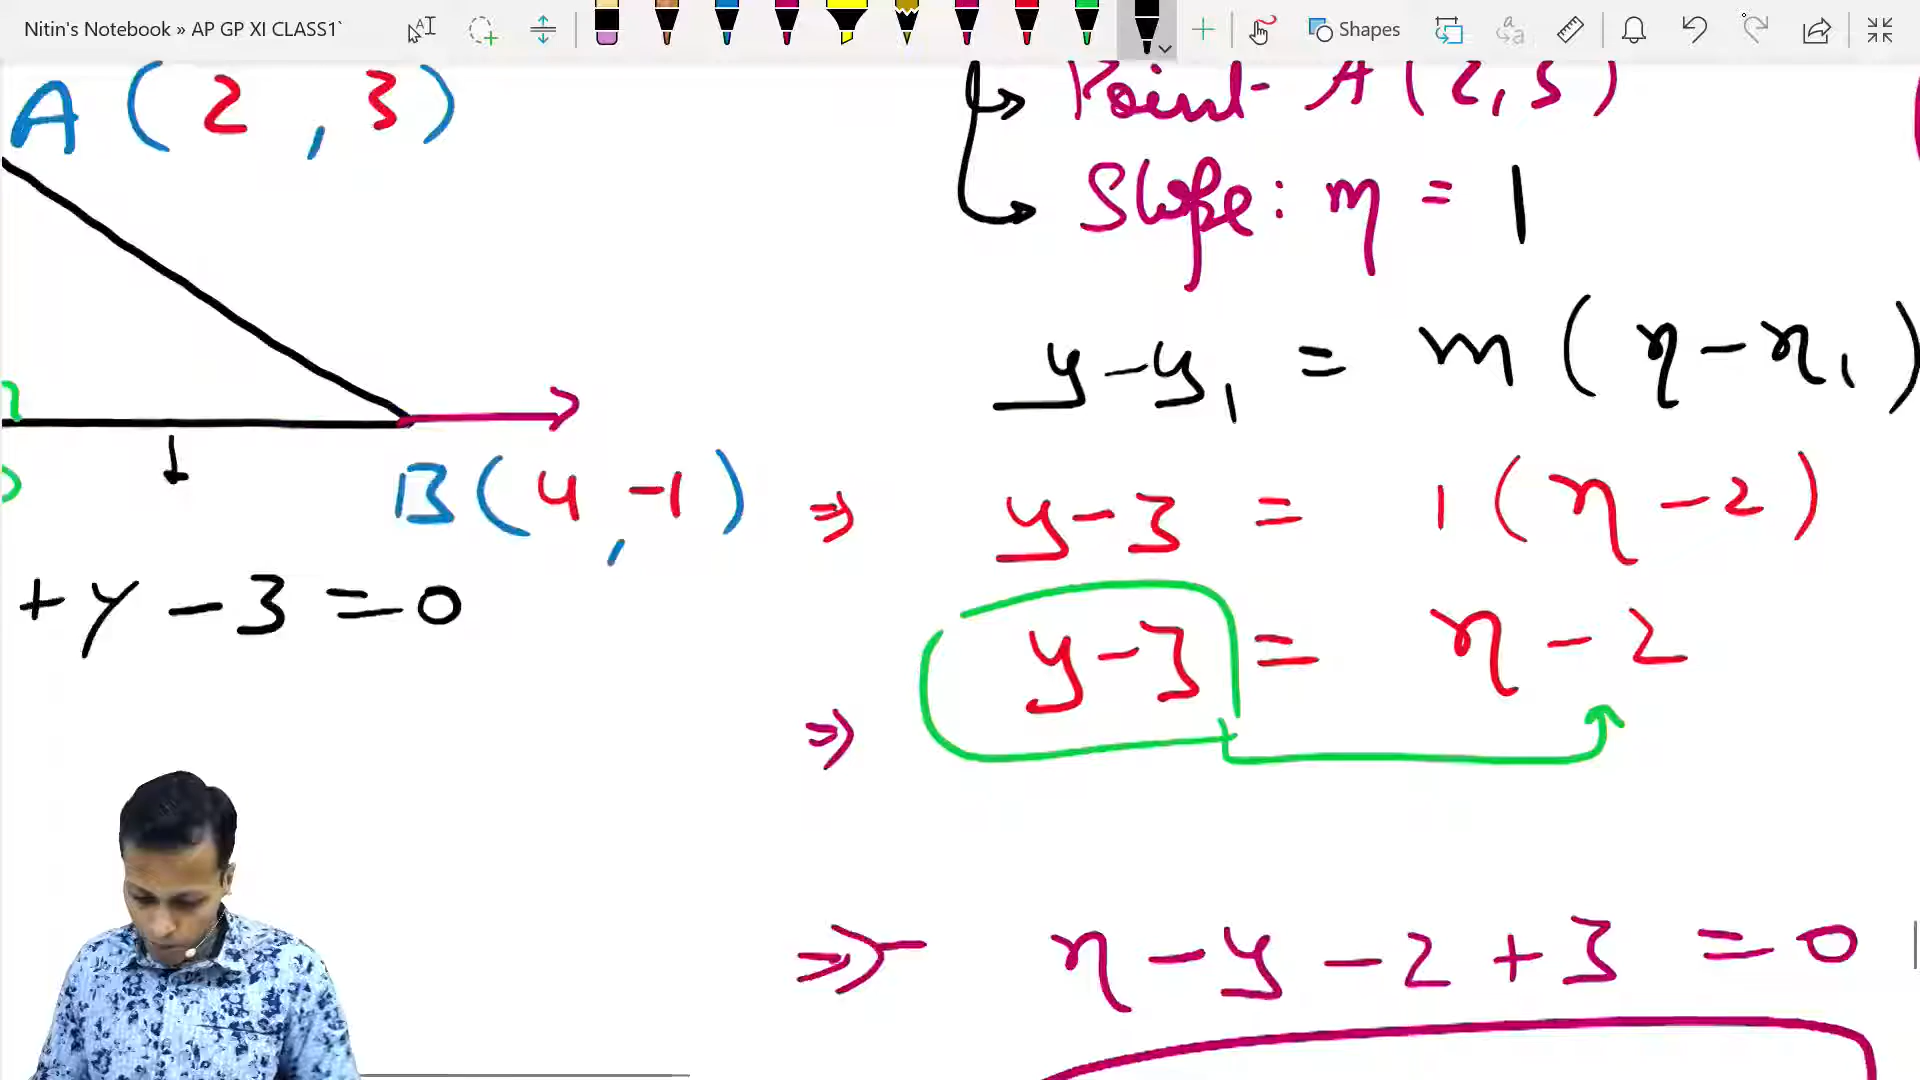 Nitin's Notebook » AP GP XI CLASS1`
Shapes
A ( 2 , 3 )
B ( 4 , -1 )
+ y - 3 = 0
Point A ( 2 , 3 )
Slope : m = 1
y - y₁ = m ( x - x₁ )
⇒ y - 3 = 1 ( x - 2 )
⇒ y - 3 = x - 2
⇒ x - y - 2 + 3 = 0